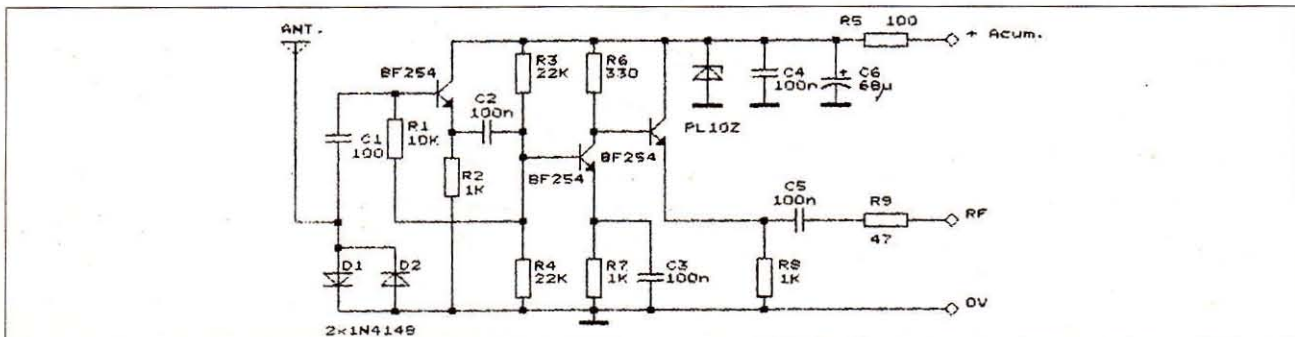 ANT.
R5 100
+ Acum.
BF254
R3
22K
R6
330
C4
100n
C6
68µ
C2
100n
PL10Z
C1
100
R1
10K
BF254
BF254
R2
1K
C5
100n
R9
47
RF
D1
D2
R4
22K
R7
1K
C3
100n
R8
1K
0V
2x1N4148